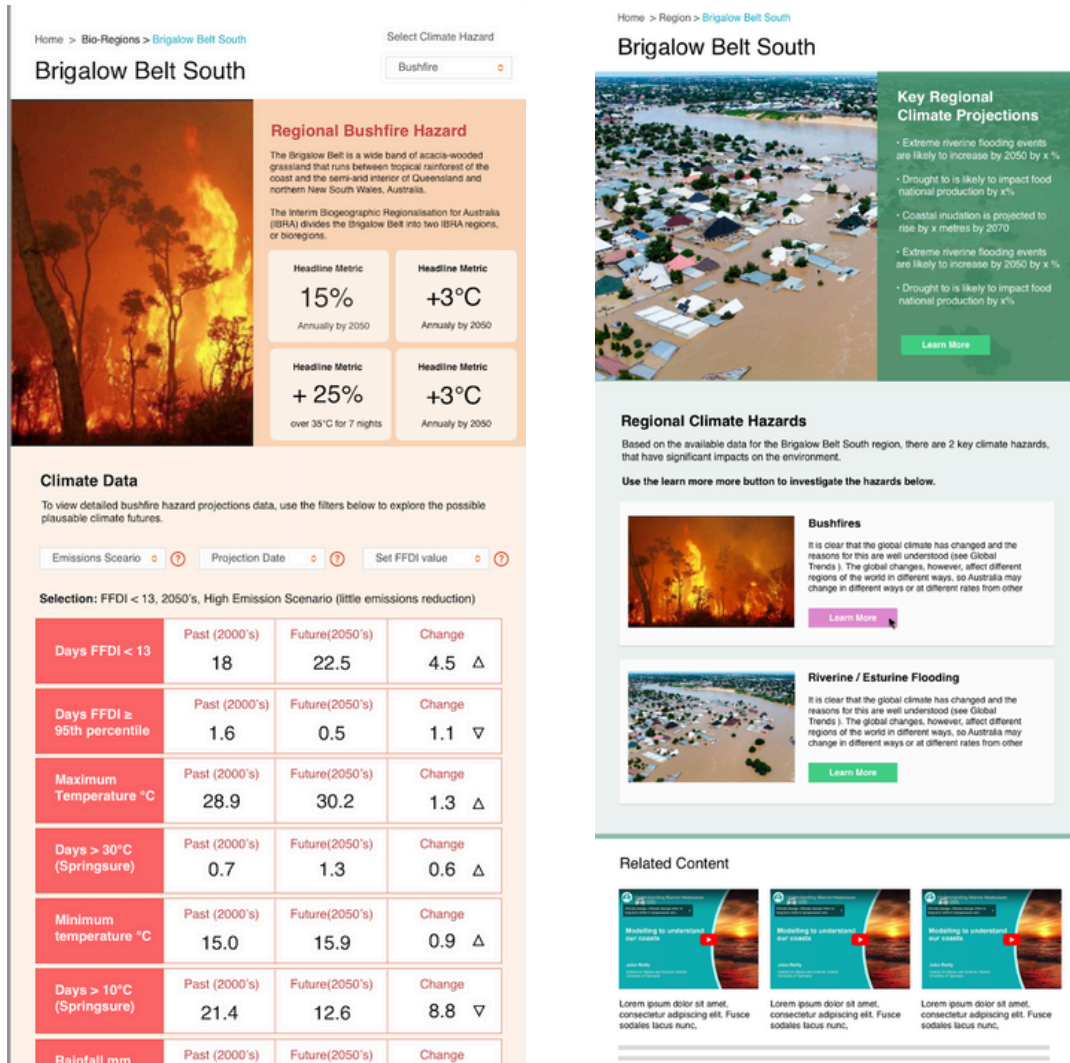 Home > Bio-Regions > Brigalow Belt South
Select Climate Hazard
Brigalow Belt South
Bushfire
Regional Bushfire Hazard
The Brigalow Belt is a wide band of acacia-wooded
grassland that runs between tropical rainforest of the
coast and the semi-arid interior of Queensland and
northern New South Wales, Australia.
The Interim Biogeographic Regionalisation for Australia
(IBRA) divides the Brigalow Belt into two IBRA regions,
or bioregions.
Headline Metric
15%
Annually by 2050
Headline Metric
+3°C
Annualy by 2050
Headline Metric
+ 25%
over 35°C for 7 nights
Headline Metric
+3°C
Annualy by 2050
Climate Data
To view detailed bushfire hazard projections data, use the filters below to explore the possible
plausable climate futures.
Emissions Sceario ?
Projection Date ?
Set FFDI value ?
Selection: FFDI < 13, 2050's, High Emission Scenario (little emissions reduction)
Days FFDI < 13
Past (2000's) Future(2050's) Change
18 22.5 4.5 △
Days FFDI ≥
95th percentile
Past (2000's) Future(2050's) Change
1.6 0.5 1.1 ▽
Maximum
Temperature °C
Past (2000's) Future(2050's) Change
28.9 30.2 1.3 △
Days > 30°C
(Springsure)
Past (2000's) Future(2050's) Change
0.7 1.3 0.6 △
Minimum
temperature °C
Past (2000's) Future(2050's) Change
15.0 15.9 0.9 △
Days > 10°C
(Springsure)
Past (2000's) Future(2050's) Change
21.4 12.6 8.8 ▽
Rainfall mm
Past (2000's) Future(2050's) Change
Home > Region > Brigalow Belt South
Brigalow Belt South
Key Regional
Climate Projections
• Extreme riverine flooding events
are likely to increase by 2050 by x %
• Drought to is likely to impact food
national production by x%
• Coastal inudation is projected to
rise by x metres by 2070
• Extreme riverine flooding events
are likely to increase by 2050 by x %
• Drought to is likely to impact food
national production by x%
Learn More
Regional Climate Hazards
Based on the available data for the Brigalow Belt South region, there are 2 key climate hazards,
that have significant impacts on the environment.
Use the learn more more button to investigate the hazards below.
Bushfires
It is clear that the global climate has changed and the
reasons for this are well understood (see Global
Trends ). The global changes, however, affect different
regions of the world in different ways, so Australia may
change in different ways or at different rates from other
Learn More
Riverine / Esturine Flooding
It is clear that the global climate has changed and the
reasons for this are well understood (see Global
Trends ). The global changes, however, affect different
regions of the world in different ways, so Australia may
change in different ways or at different rates from other
Learn More
Related Content
Understanding Marine Heatwaves
Modelling to understand
our coasts
John Reilly
Understanding Marine Heatwaves
Modelling to understand
our coasts
John Reilly
Understanding Marine Heatwaves
Modelling to understand
our coasts
John Reilly
Lorem ipsum dolor sit amet,
consectetur adipiscing elit. Fusce
sodales lacus nunc,
Lorem ipsum dolor sit amet,
consectetur adipiscing elit. Fusce
sodales lacus nunc,
Lorem ipsum dolor sit amet,
consectetur adipiscing elit. Fusce
sodales lacus nunc,